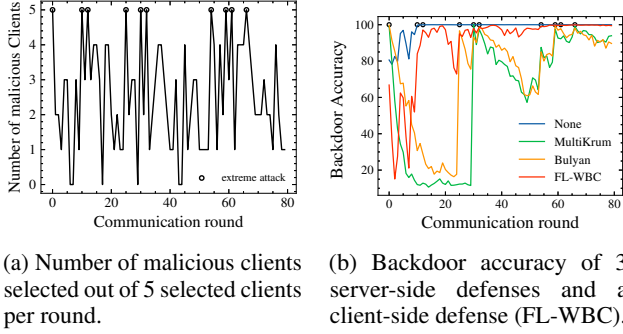 (a)
Number of malicious Clients
5
4
3
2
1
0
extreme attack
0
20
40
60
80
Communication round
(b)
Backdoor Accuracy
100
80
60
40
20
None
MultiKrum
Bulyan
FL-WBC
0
20
40
60
80
Communication round
(a) Number of malicious clients
selected out of 5 selected clients
per round.
(b) Backdoor accuracy of 3
server-side defenses and a
client-side defense (FL-WBC).